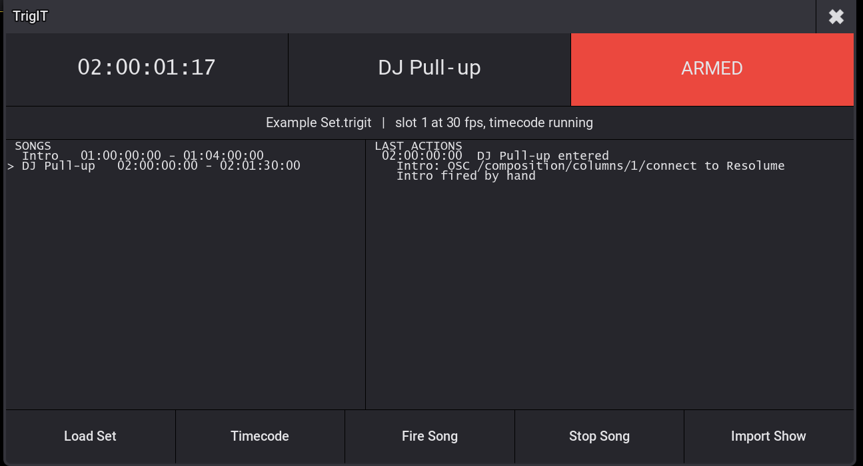 TrigIT
02:00:01:17
DJ Pull-up
ARMED
Example Set.trigit | slot 1 at 30 fps, timecode running
SONGS
Intro 01:00:00:00 - 01:04:00:00
> DJ Pull-up 02:00:00:00 - 02:01:30:00
LAST ACTIONS
02:00:00:00 DJ Pull-up entered
Intro: OSC /composition/columns/1/connect to Resolume
Intro fired by hand
Load Set
Timecode
Fire Song
Stop Song
Import Show